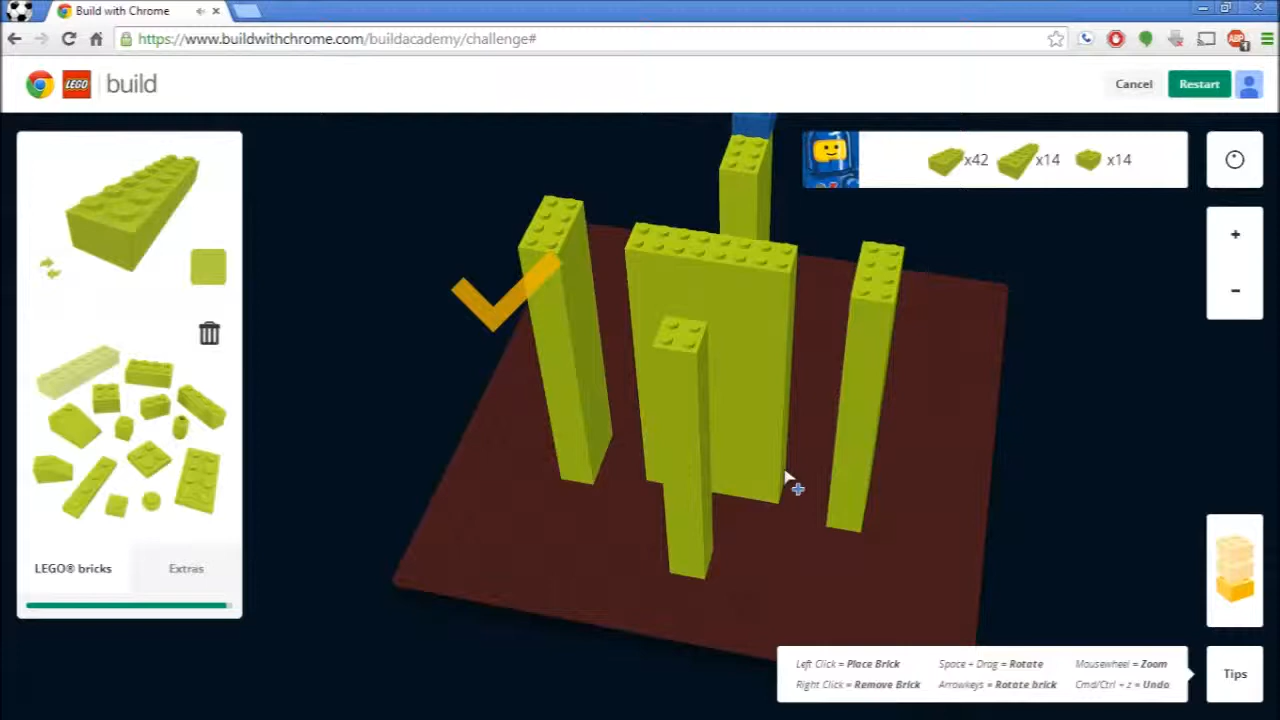 Build with Chrome
https://www.buildwithchrome.com/buildacademy/challenge#
ABP
1
LEGO
build
Cancel
Restart
x42
x14
x14
+
-
LEGO® bricks
Extras
Left Click = Place Brick
Space + Drag = Rotate
Mousewheel = Zoom
Right Click = Remove Brick
Arrowkeys = Rotate brick
Cmd/Ctrl + z = Undo
Tips